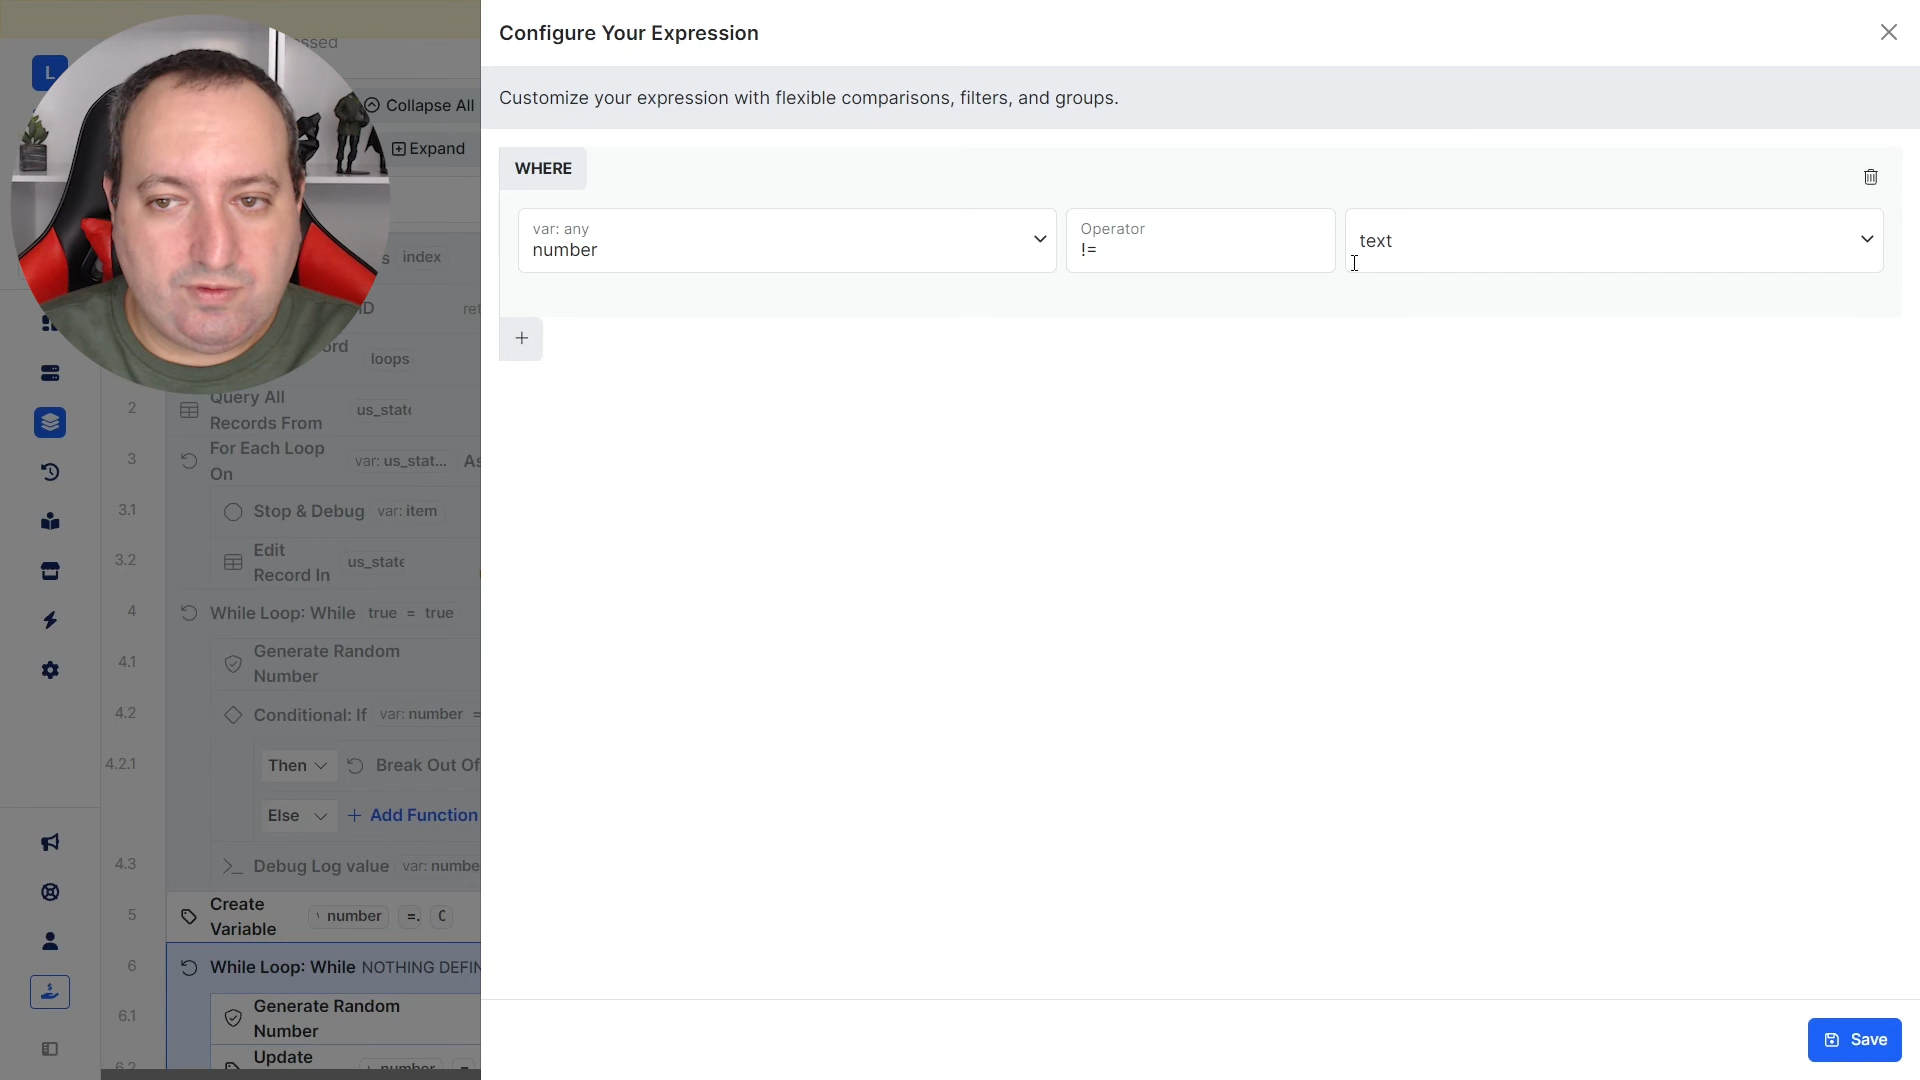 Configure Your Expression
Customize your expression with flexible comparisons, filters, and groups.
WHERE
var: any
number
Operator
!=
text
Save
L
Collapse All
Expand
index
loops
2
Query All
Records From
us_stat
3
For Each Loop
On
var: us_stat...
3.1
Stop & Debug
var: item
3.2
Edit
Record In
us_state
4
While Loop: While
true = true
4.1
Generate Random
Number
4.2
Conditional: If
var: number =
4.2.1
Then
Break Out Of
Else
+ Add Function
4.3
Debug Log value
var: numbe
5
Create
Variable
number
=.
6
While Loop: While
NOTHING DEFIN
6.1
Generate Random
Number
6.2
Update
number